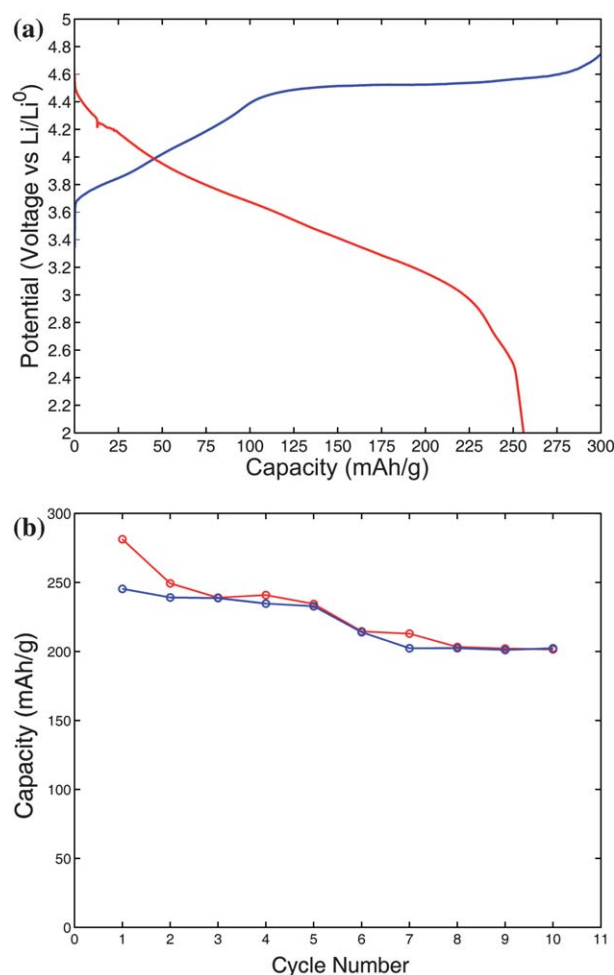 (a)
5
4.8
4.6
4.4
4.2
4
3.8
3.6
3.4
3.2
3
2.8
2.6
2.4
2.2
2
Potential (Voltage vs Li/Li⁰)
0 25 50 75 100 125 150 175 200 225 250 275 300
Capacity (mAh/g)
(b)
300
250
200
150
100
50
0
Capacity (mAh/g)
0 1 2 3 4 5 6 7 8 9 10 11
Cycle Number